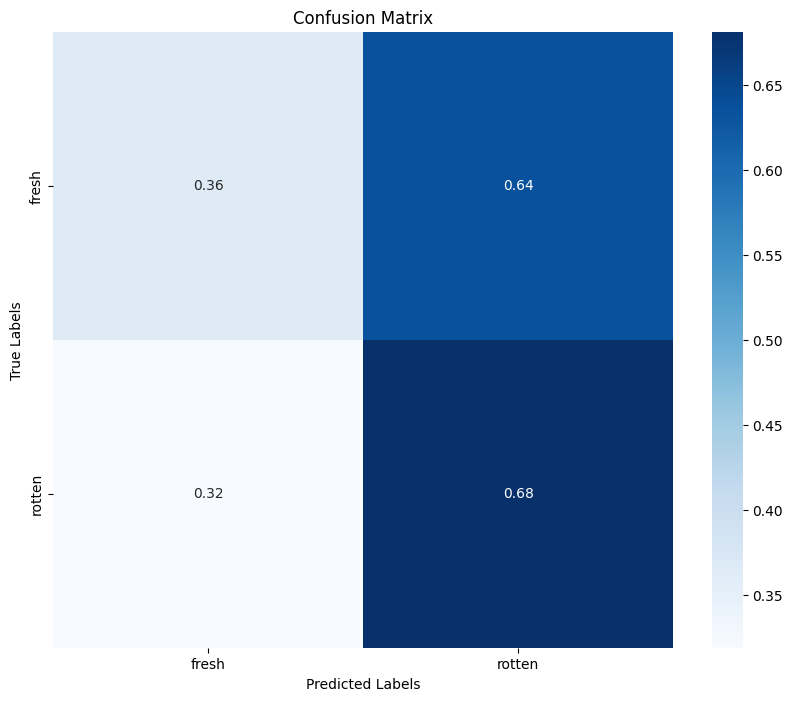 Confusion Matrix
True Labels
fresh
rotten
0.36
0.64
0.32
0.68
fresh
rotten
Predicted Labels
0.65
0.60
0.55
0.50
0.45
0.40
0.35